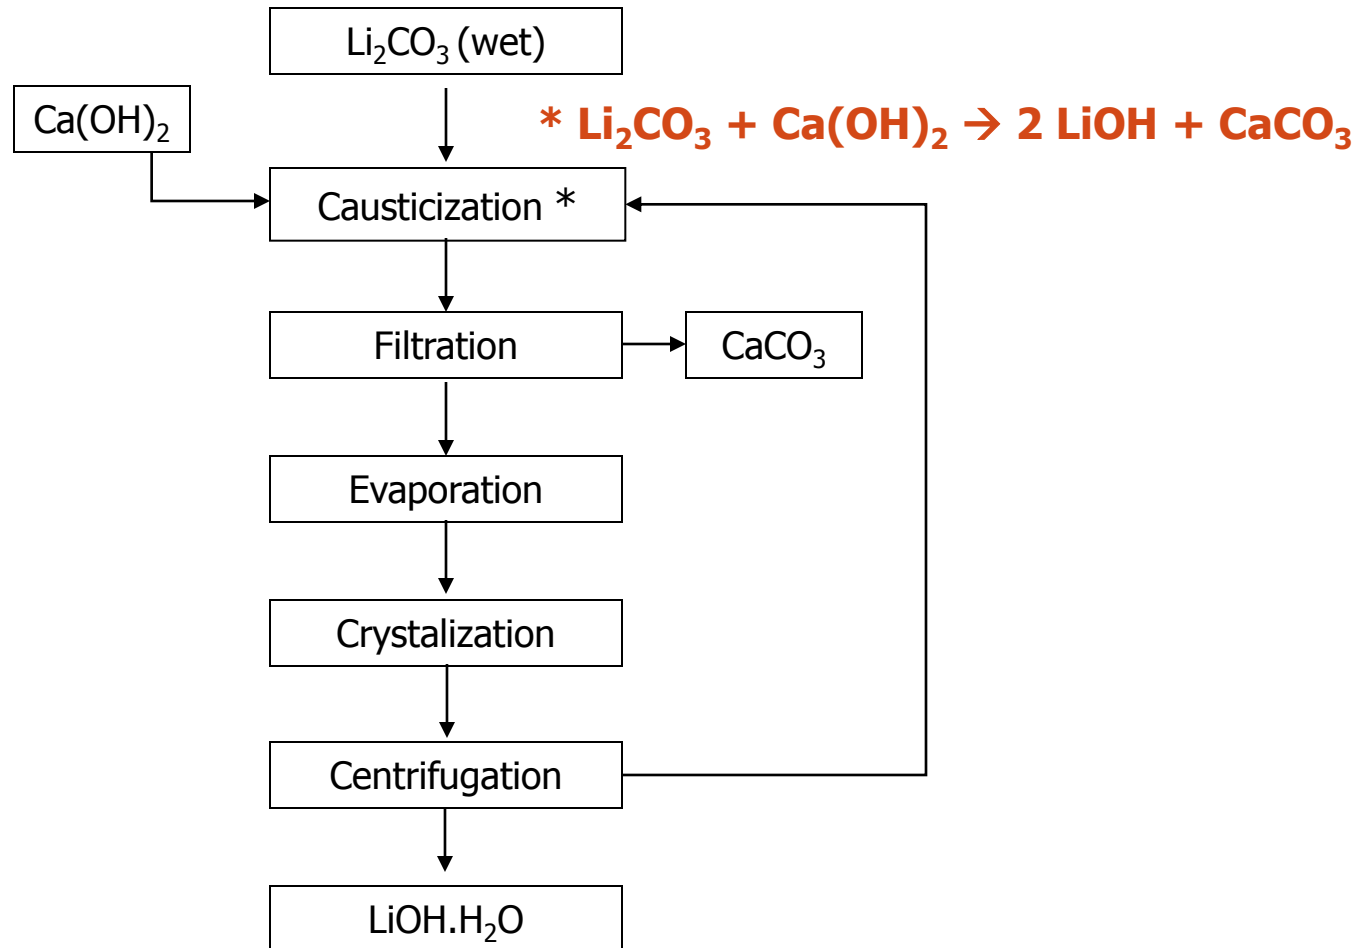 Li₂CO₃ (wet)
Ca(OH)₂
* Li₂CO₃ + Ca(OH)₂ → 2 LiOH + CaCO₃
Causticization *
Filtration
CaCO₃
Evaporation
Crystalization
Centrifugation
LiOH.H₂O